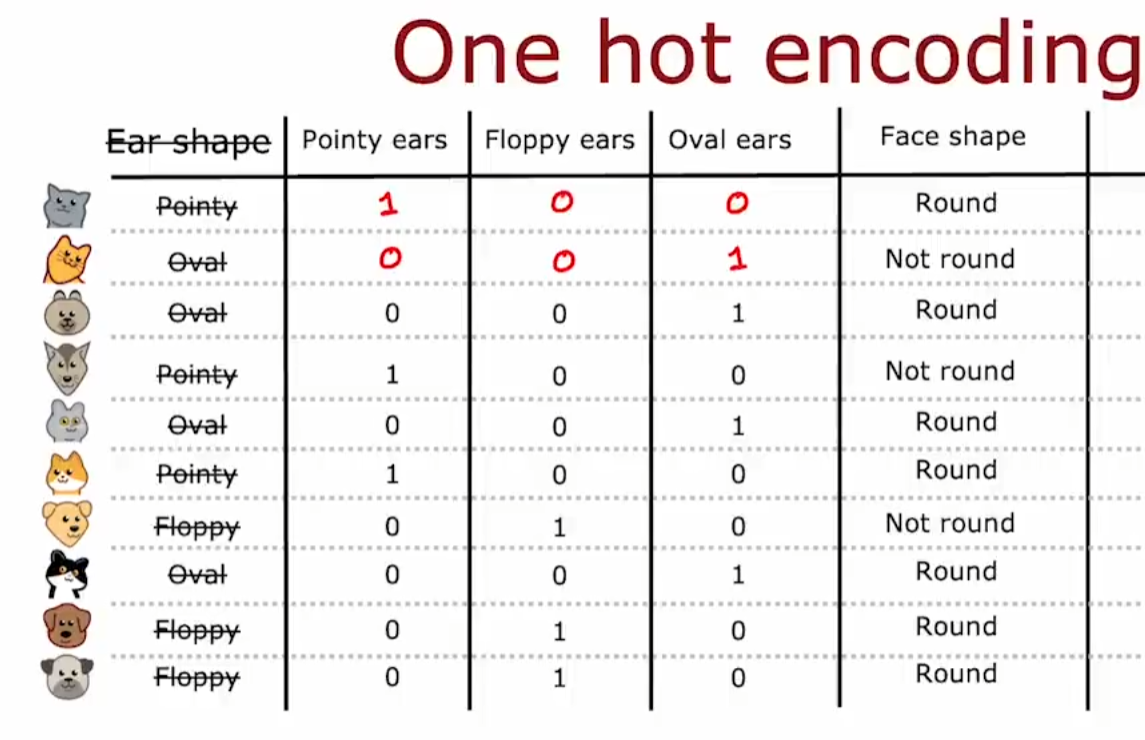 One hot encoding
Ear shape Pointy ears Floppy ears Oval ears Face shape
Pointy 1 0 0 Round
Oval 0 0 1 Not round
Oval 0 0 1 Round
Pointy 1 0 0 Not round
Oval 0 0 1 Round
Pointy 1 0 0 Round
Floppy 0 1 0 Not round
Oval 0 0 1 Round
Floppy 0 1 0 Round
Floppy 0 1 0 Round